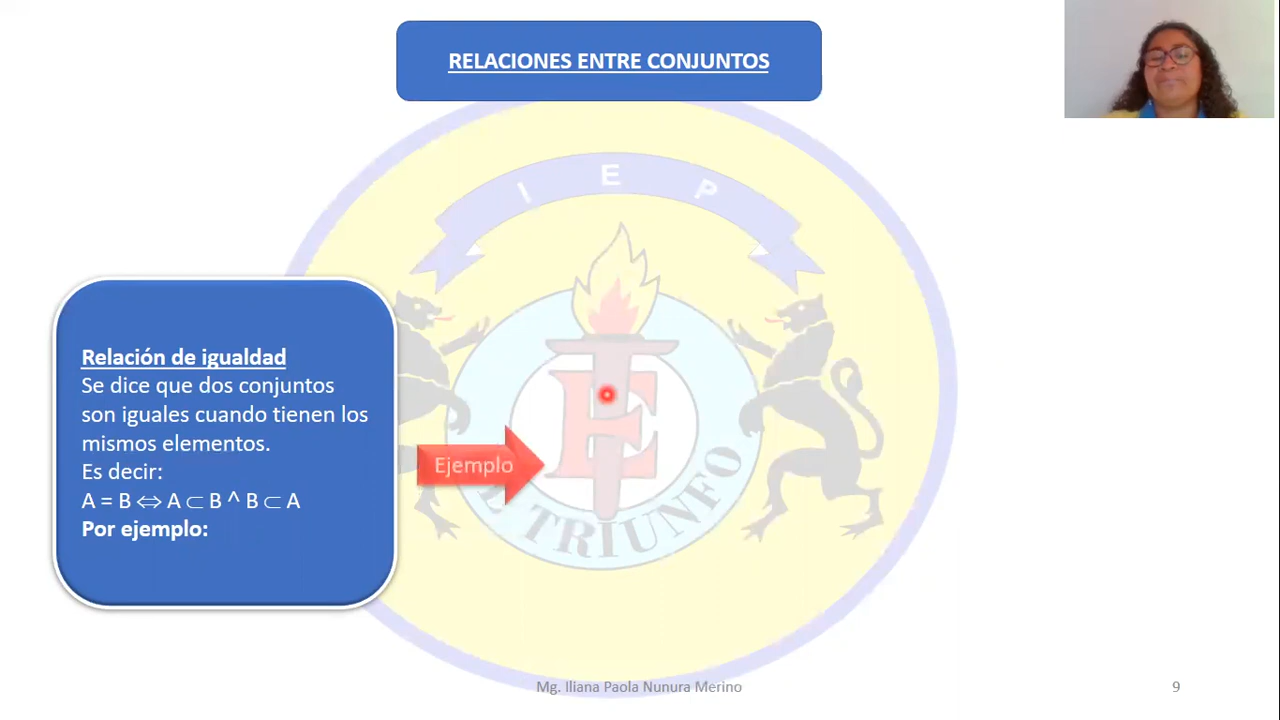 RELACIONES ENTRE CONJUNTOS
I E P
Relación de igualdad
Se dice que dos conjuntos
son iguales cuando tienen los
mismos elementos.
Es decir:
A = B ⇔ A ⊂ B ^ B ⊂ A
Por ejemplo:
Ejemplo
E
E TRIUNFO
Mg. Iliana Paola Nunura Merino
9